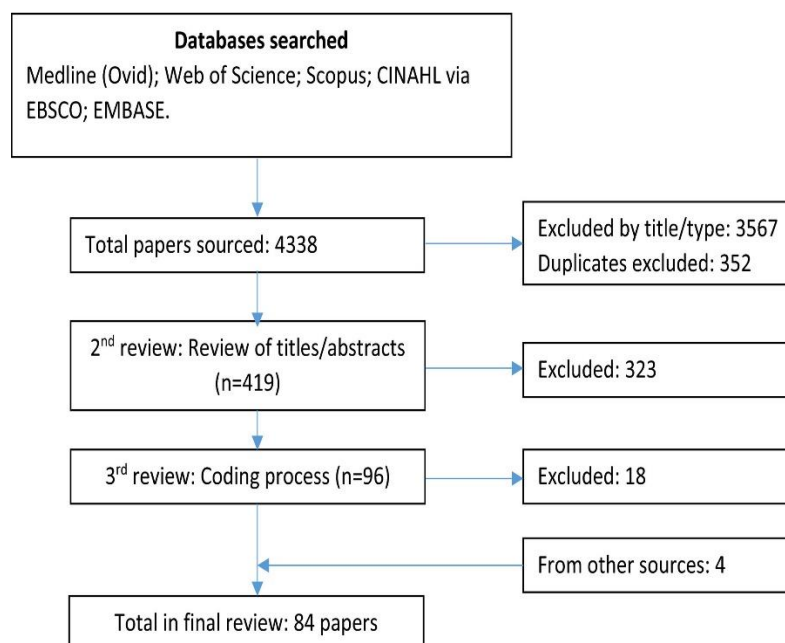 Databases searched
Medline (Ovid); Web of Science; Scopus; CINAHL via
EBSCO; EMBASE.
Total papers sourced: 4338
Excluded by title/type: 3567
Duplicates excluded: 352
2nd review: Review of titles/abstracts
(n=419)
Excluded: 323
3rd review: Coding process (n=96)
Excluded: 18
From other sources: 4
Total in final review: 84 papers